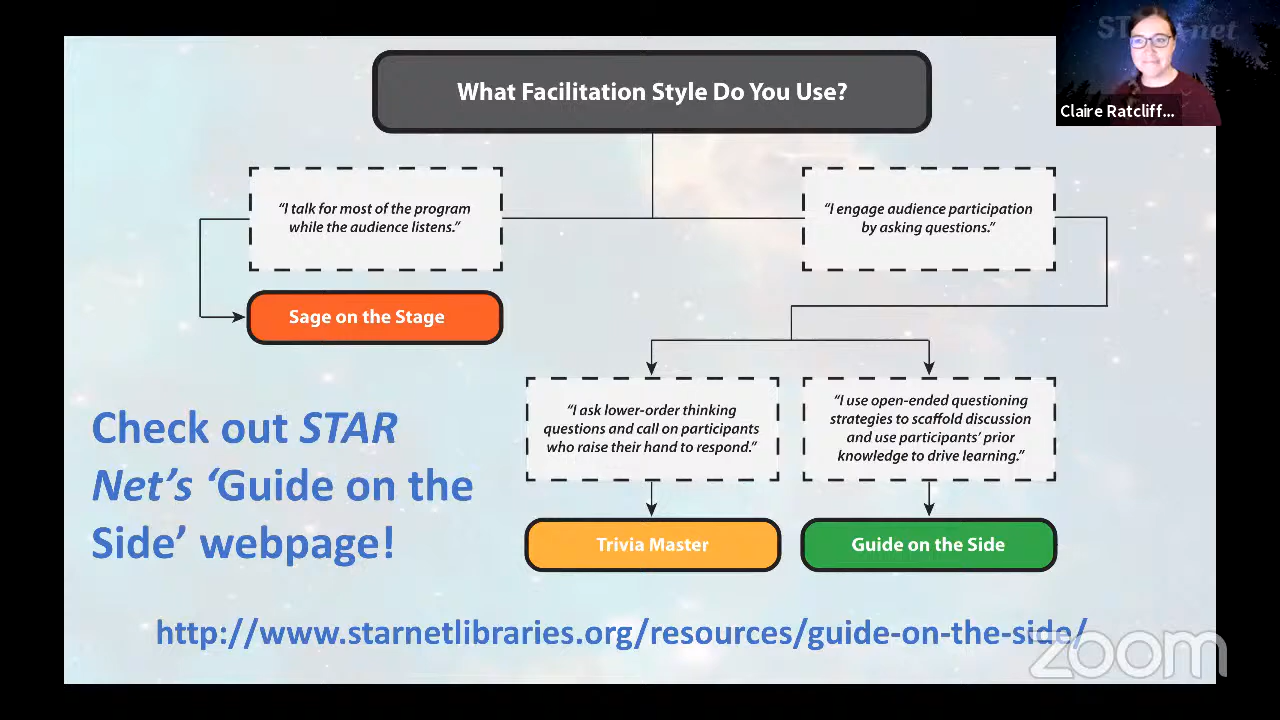 What Facilitation Style Do You Use?
Claire Ratcliff...
“I talk for most of the program
while the audience listens.”
“I engage audience participation
by asking questions.”
Sage on the Stage
“I ask lower-order thinking
questions and call on participants
who raise their hand to respond.”
“I use open-ended questioning
strategies to scaffold discussion
and use participants’ prior
knowledge to drive learning.”
Check out STAR
Net’s ‘Guide on the
Side’ webpage!
Trivia Master
Guide on the Side
http://www.starnetlibraries.org/resources/guide-on-the-side/
zoom